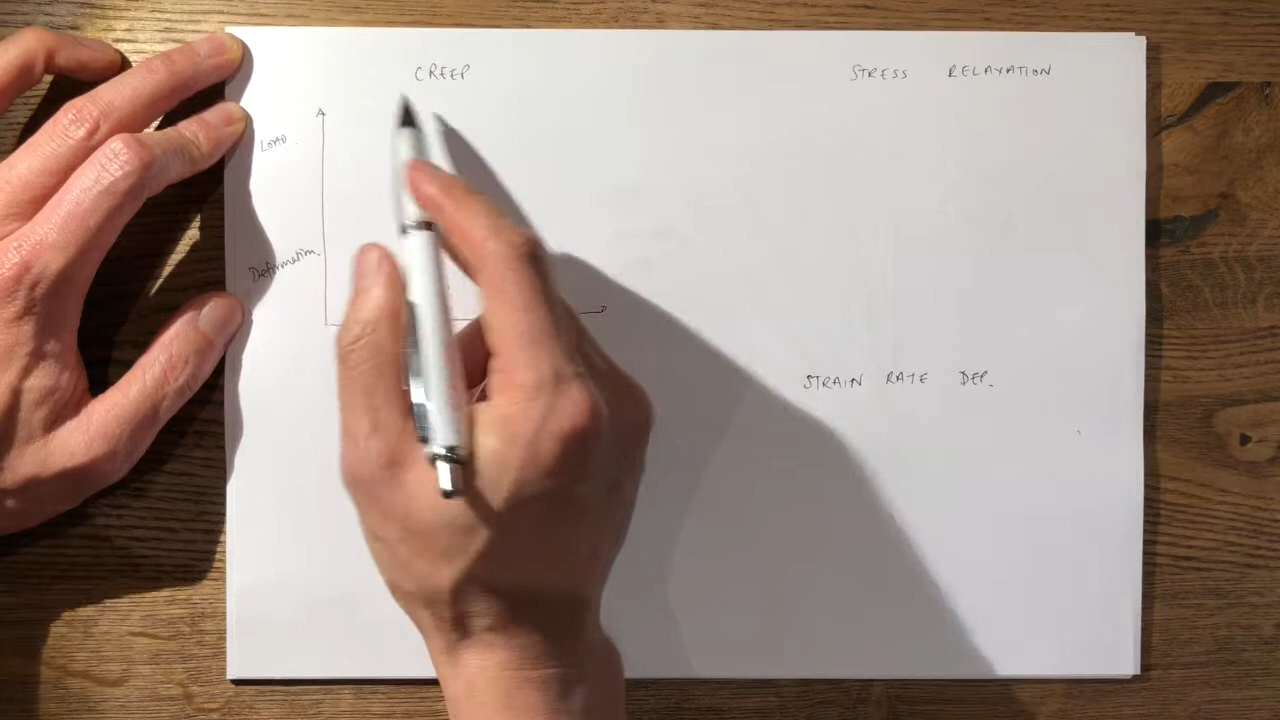 CREEP
STRESS RELAXATION
LOAD
Deformation.
STRAIN RATE DEP.